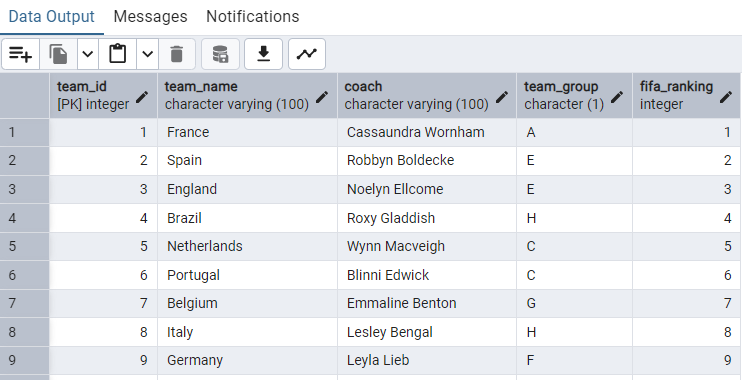 Data Output Messages Notifications
team_id team_name coach team_group fifa_ranking
[PK] integer character varying (100) character varying (100) character (1) integer
1 1 France Cassaundra Wornham A 1
2 2 Spain Robbyn Boldecke E 2
3 3 England Noelyn Ellcome E 3
4 4 Brazil Roxy Gladdish H 4
5 5 Netherlands Wynn Macveigh C 5
6 6 Portugal Blinni Edwick C 6
7 7 Belgium Emmaline Benton G 7
8 8 Italy Lesley Bengal H 8
9 9 Germany Leyla Lieb F 9